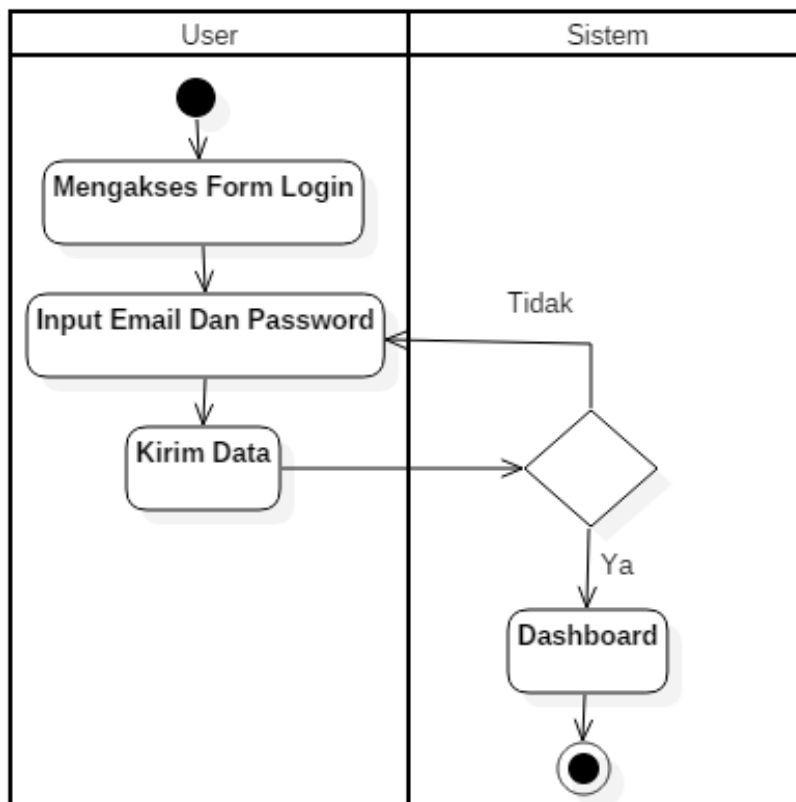 User
Sistem
Mengakses Form Login
Input Email Dan Password
Tidak
Kirim Data
Ya
Dashboard